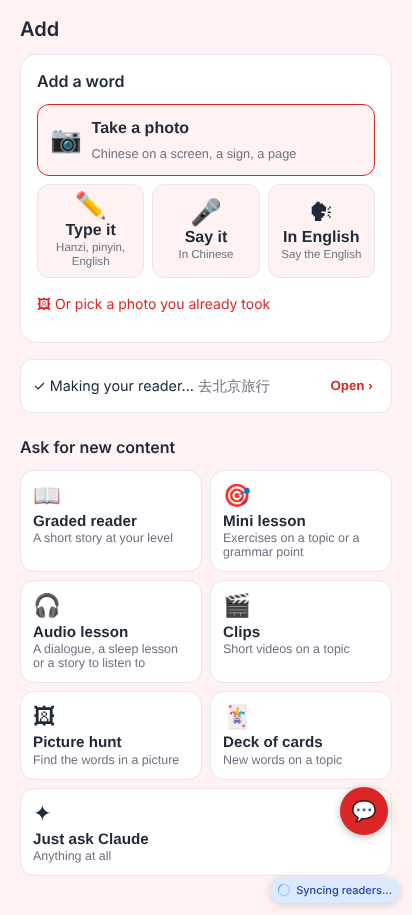 Add
Add a word
Take a photo
Chinese on a screen, a sign, a page
Type it
Hanzi, pinyin,
English
Say it
In Chinese
In English
Say the English
Or pick a photo you already took
✓ Making your reader... 去北京旅行
Open ›
Ask for new content
Graded reader
A short story at your level
Mini lesson
Exercises on a topic or a
grammar point
Audio lesson
A dialogue, a sleep lesson
or a story to listen to
Clips
Short videos on a topic
Picture hunt
Find the words in a picture
Deck of cards
New words on a topic
Just ask Claude
Anything at all
Syncing readers...